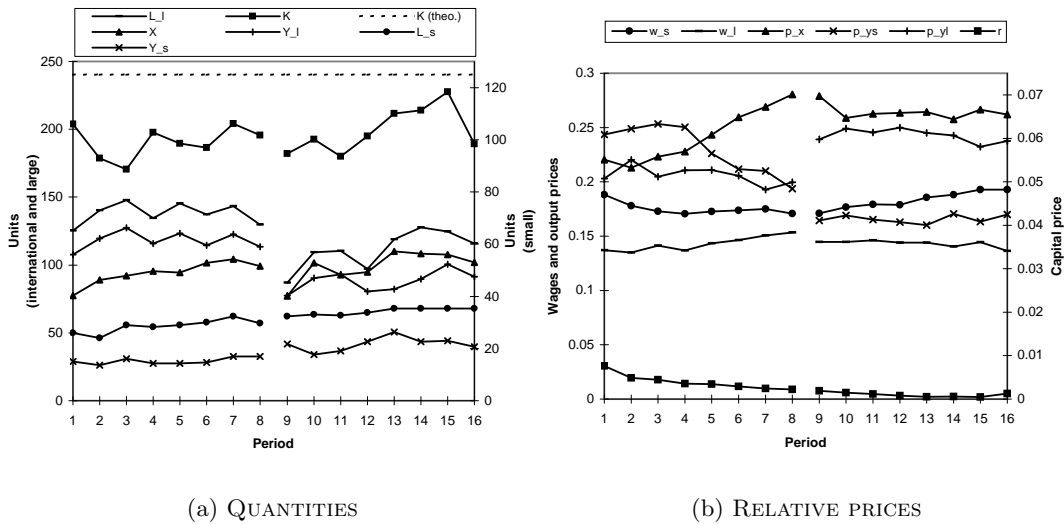 L_l K K (theo.)
X Y_l L_s
Y_s
250
200
150
100
50
0
120
100
80
60
40
20
0
Units
(international and large)
Units
(small)
1 2 3 4 5 6 7 8 9 10 11 12 13 14 15 16
Period
(a) QUANTITIES
w_s w_l p_x p_ys p_yl r
0.3
0.25
0.2
0.15
0.1
0.05
0
0.07
0.06
0.05
0.04
0.03
0.02
0.01
0
Wages and output prices
Capital price
1 2 3 4 5 6 7 8 9 10 11 12 13 14 15 16
Period
(b) RELATIVE PRICES